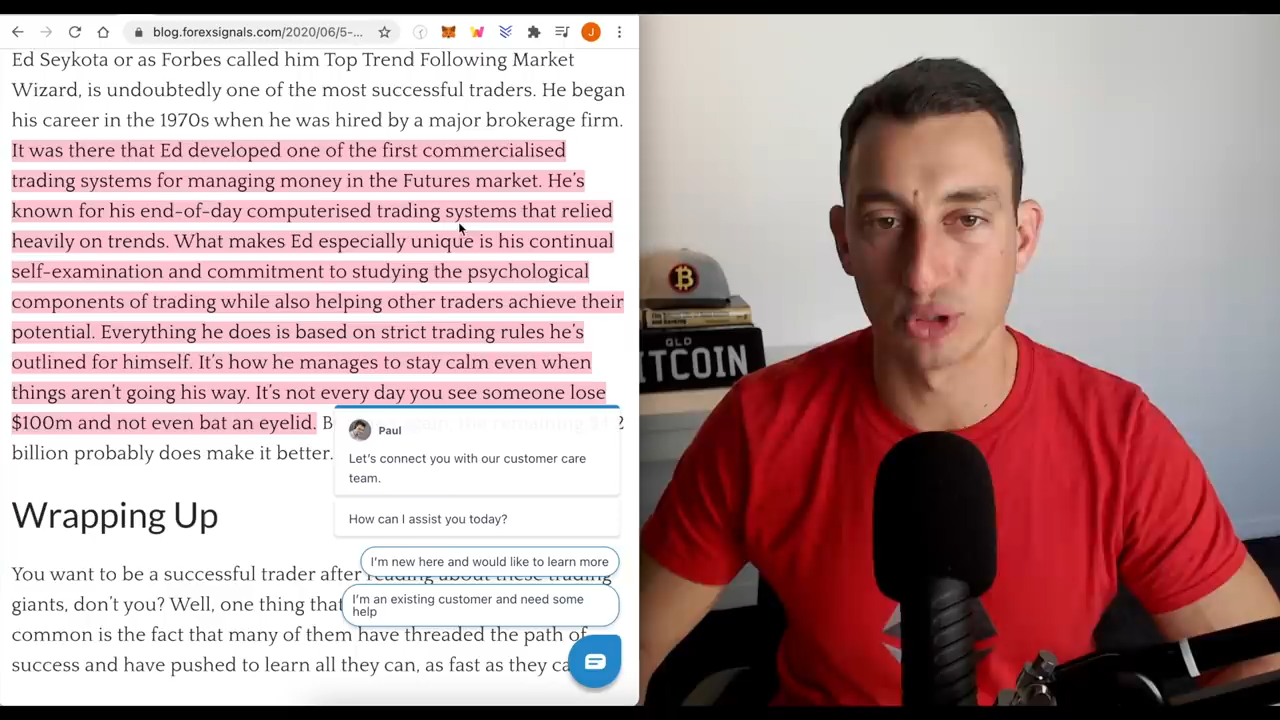 blog.forexsignals.com/2020/06/5-...
J
Ed Seykota or as Forbes called him Top Trend Following Market
Wizard, is undoubtedly one of the most successful traders. He began
his career in the 1970s when he was hired by a major brokerage firm.
It was there that Ed developed one of the first commercialised
trading systems for managing money in the Futures market. He's
known for his end-of-day computerised trading systems that relied
heavily on trends. What makes Ed especially unique is his continual
self-examination and commitment to studying the psychological
components of trading while also helping other traders achieve their
potential. Everything he does is based on strict trading rules he's
outlined for himself. It's how he manages to stay calm even when
things aren't going his way. It's not every day you see someone lose
$100m and not even bat an eyelid.
billion probably does make it better.
Paul
Let's connect you with our customer care
team.
How can I assist you today?
I'm new here and would like to learn more
I'm an existing customer and need some
help
Wrapping Up
You want to be a successful trader after reading about these trading
giants, don't you? Well, one thing that
common is the fact that many of them have threaded the path of
success and have pushed to learn all they can, as fast as they
QLD
ITCOIN